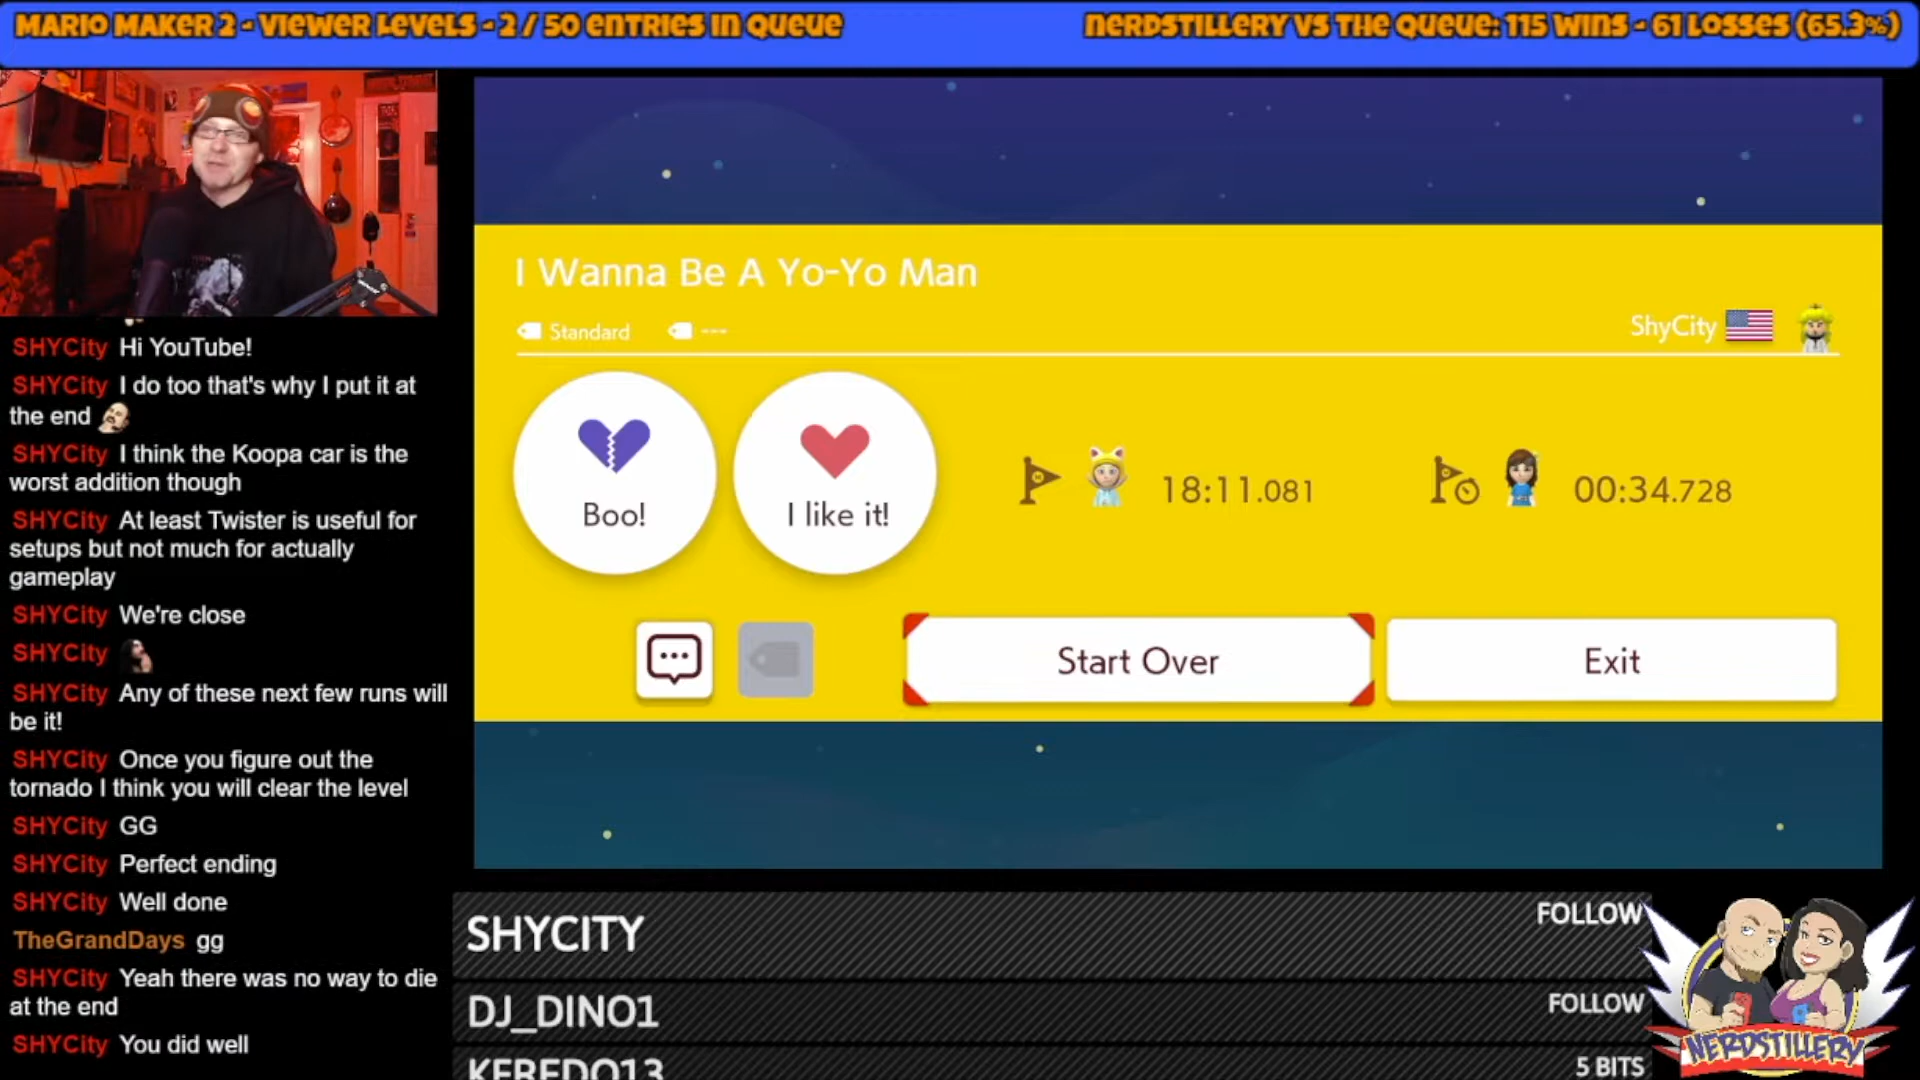 MARIO MAKER 2 - VIEWER LEVELS - 2 / 50 ENTRIES IN QUEUE
NERDSTILLERY VS THE QUEUE: 115 WINS - 61 LOSSES (65.3%)
I Wanna Be A Yo-Yo Man
Standard
---
ShyCity
Boo!
I like it!
18:11.081
00:34.728
Start Over
Exit
SHYCity Hi YouTube!
SHYCity I do too that's why I put it at
the end
SHYCity I think the Koopa car is the
worst addition though
SHYCity At least Twister is useful for
setups but not much for actually
gameplay
SHYCity We're close
SHYCity
SHYCity Any of these next few runs will
be it!
SHYCity Once you figure out the
tornado I think you will clear the level
SHYCity GG
SHYCity Perfect ending
SHYCity Well done
TheGrandDays gg
SHYCity Yeah there was no way to die
at the end
SHYCity You did well
SHYCITY
FOLLOW
DJ_DINO1
FOLLOW
KEREDO13
5 BITS
NERDSTILLERY